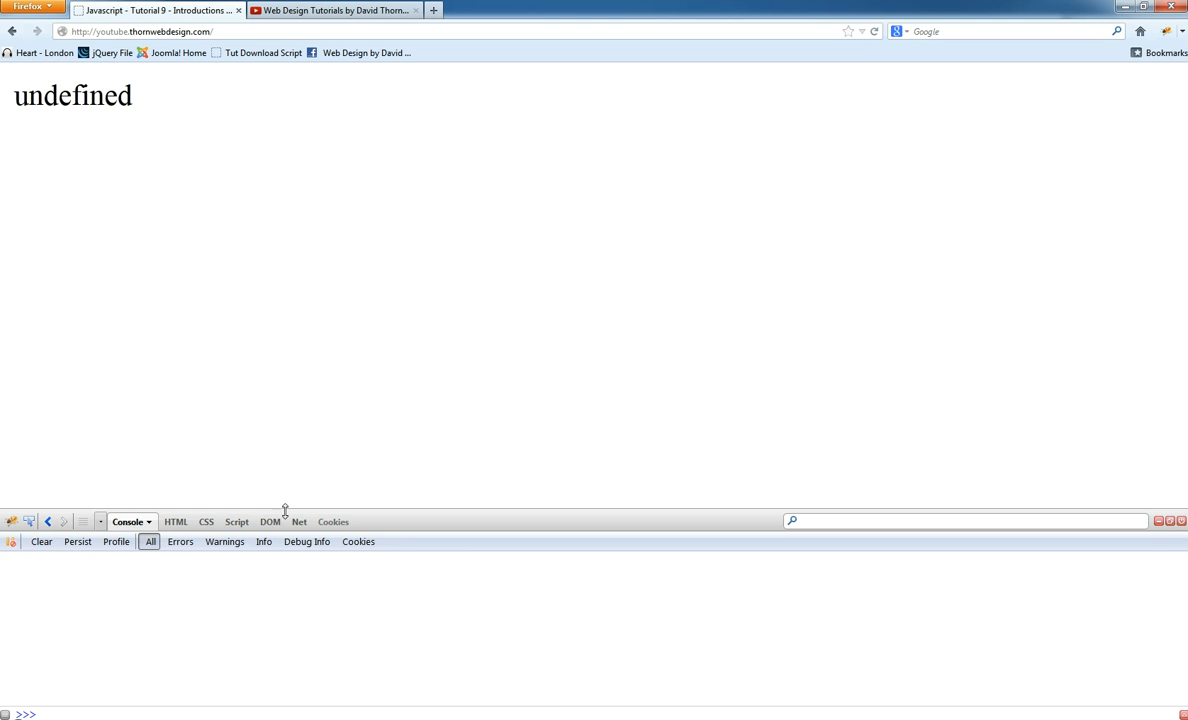 Firefox
Javascript - Tutorial 9 - Introductions ...
Web Design Tutorials by David Thorn...
http://youtube.thornwebdesign.com/
Google
Heart - London jQuery File Joomla! Home Tut Download Script Web Design by David ...
Bookmarks
undefined
Console HTML CSS Script DOM Net Cookies
Clear Persist Profile All Errors Warnings Info Debug Info Cookies
>>>